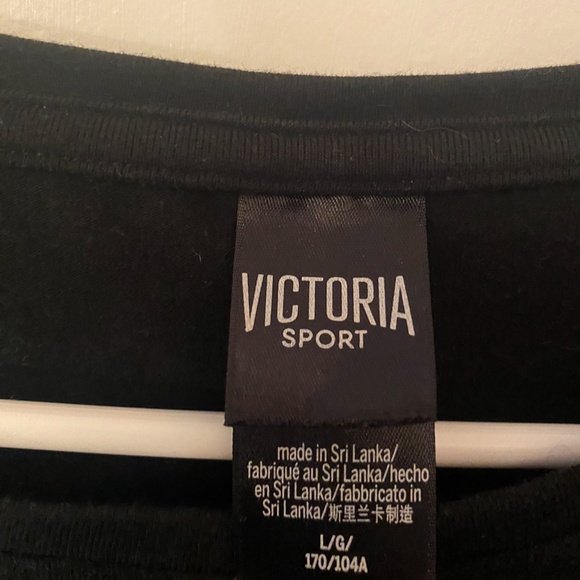 VICTORIA
SPORT
made in Sri Lanka/
fabriqué au Sri Lanka/hecho
en Sri Lanka/fabbricato in
Sri Lanka/斯里兰卡制造
L/G/
170/104A